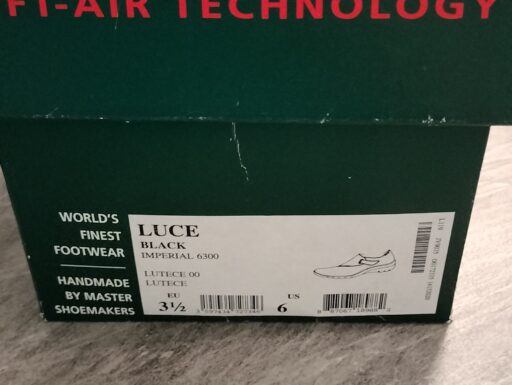 FT-AIR TECHNOLOGY
WORLD'S
FINEST
FOOTWEAR
HANDMADE
BY MASTER
SHOEMAKERS
LUCE
BLACK
IMPERIAL 6300
LUTECE 00
LUTECE
EU
3½
US
6